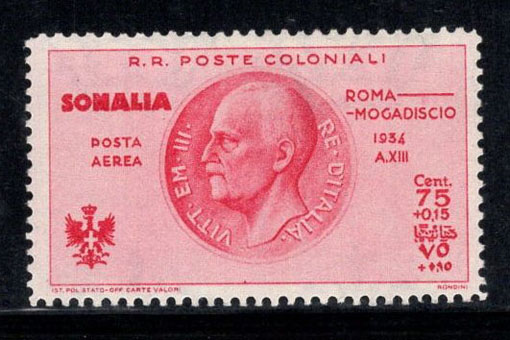 R.R. POSTE COLONIALI
SOMALIA
POSTA
AEREA
VITT·EM·III·
RE·D'ITALIA·
ROMA
-MOGADISCIO
1934
A.XIII
Cent.
75
+0,15
٧٥
IST. POL. STATO-OFF. CARTE VALORI
RONDINI